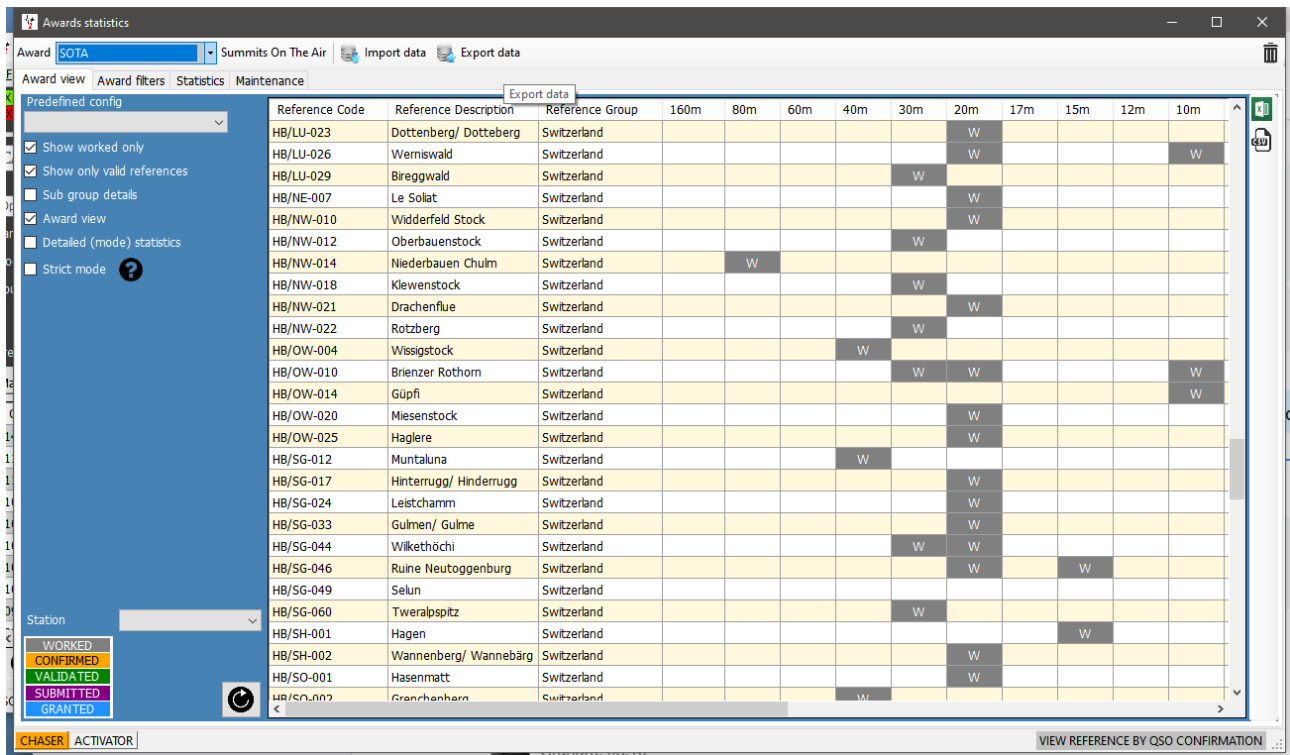 Awards statistics
Award SOTA Summits On The Air Import data Export data
Award view Award filters Statistics Maintenance
Export data
Predefined config
Show worked only
Show only valid references
Sub group details
Award view
Detailed (mode) statistics
Strict mode ?
Station
WORKED
CONFIRMED
VALIDATED
SUBMITTED
GRANTED
Reference Code Reference Description Reference Group 160m 80m 60m 40m 30m 20m 17m 15m 12m 10m
HB/LU-023 Dottenberg/ Dotteberg Switzerland W
HB/LU-026 Werniswald Switzerland W W
HB/LU-029 Bireggwald Switzerland W
HB/NE-007 Le Soliat Switzerland W
HB/NW-010 Widderfeld Stock Switzerland W
HB/NW-012 Oberbauenstock Switzerland W
HB/NW-014 Niederbauen Chulm Switzerland W
HB/NW-018 Klewenstock Switzerland W
HB/NW-021 Drachenflue Switzerland W
HB/NW-022 Rotzberg Switzerland W
HB/OW-004 Wissigstock Switzerland W
HB/OW-010 Brienzer Rothorn Switzerland W W W
HB/OW-014 Güpfi Switzerland W
HB/OW-020 Miesenstock Switzerland W
HB/OW-025 Haglere Switzerland W
HB/SG-012 Muntaluna Switzerland W
HB/SG-017 Hinterrugg/ Hinderrugg Switzerland W
HB/SG-024 Leistchamm Switzerland W
HB/SG-033 Gulmen/ Gulme Switzerland W
HB/SG-044 Wilkethöchi Switzerland W W
HB/SG-046 Ruine Neutoggenburg Switzerland W W
HB/SG-049 Selun Switzerland
HB/SG-060 Tweralpspitz Switzerland W
HB/SH-001 Hagen Switzerland W
HB/SH-002 Wannenberg/ Wannebärg Switzerland W
HB/SO-001 Hasenmatt Switzerland W
HB/SO-002 Grenchenberg Switzerland W
CSV
CHASER ACTIVATOR VIEW REFERENCE BY QSO CONFIRMATION